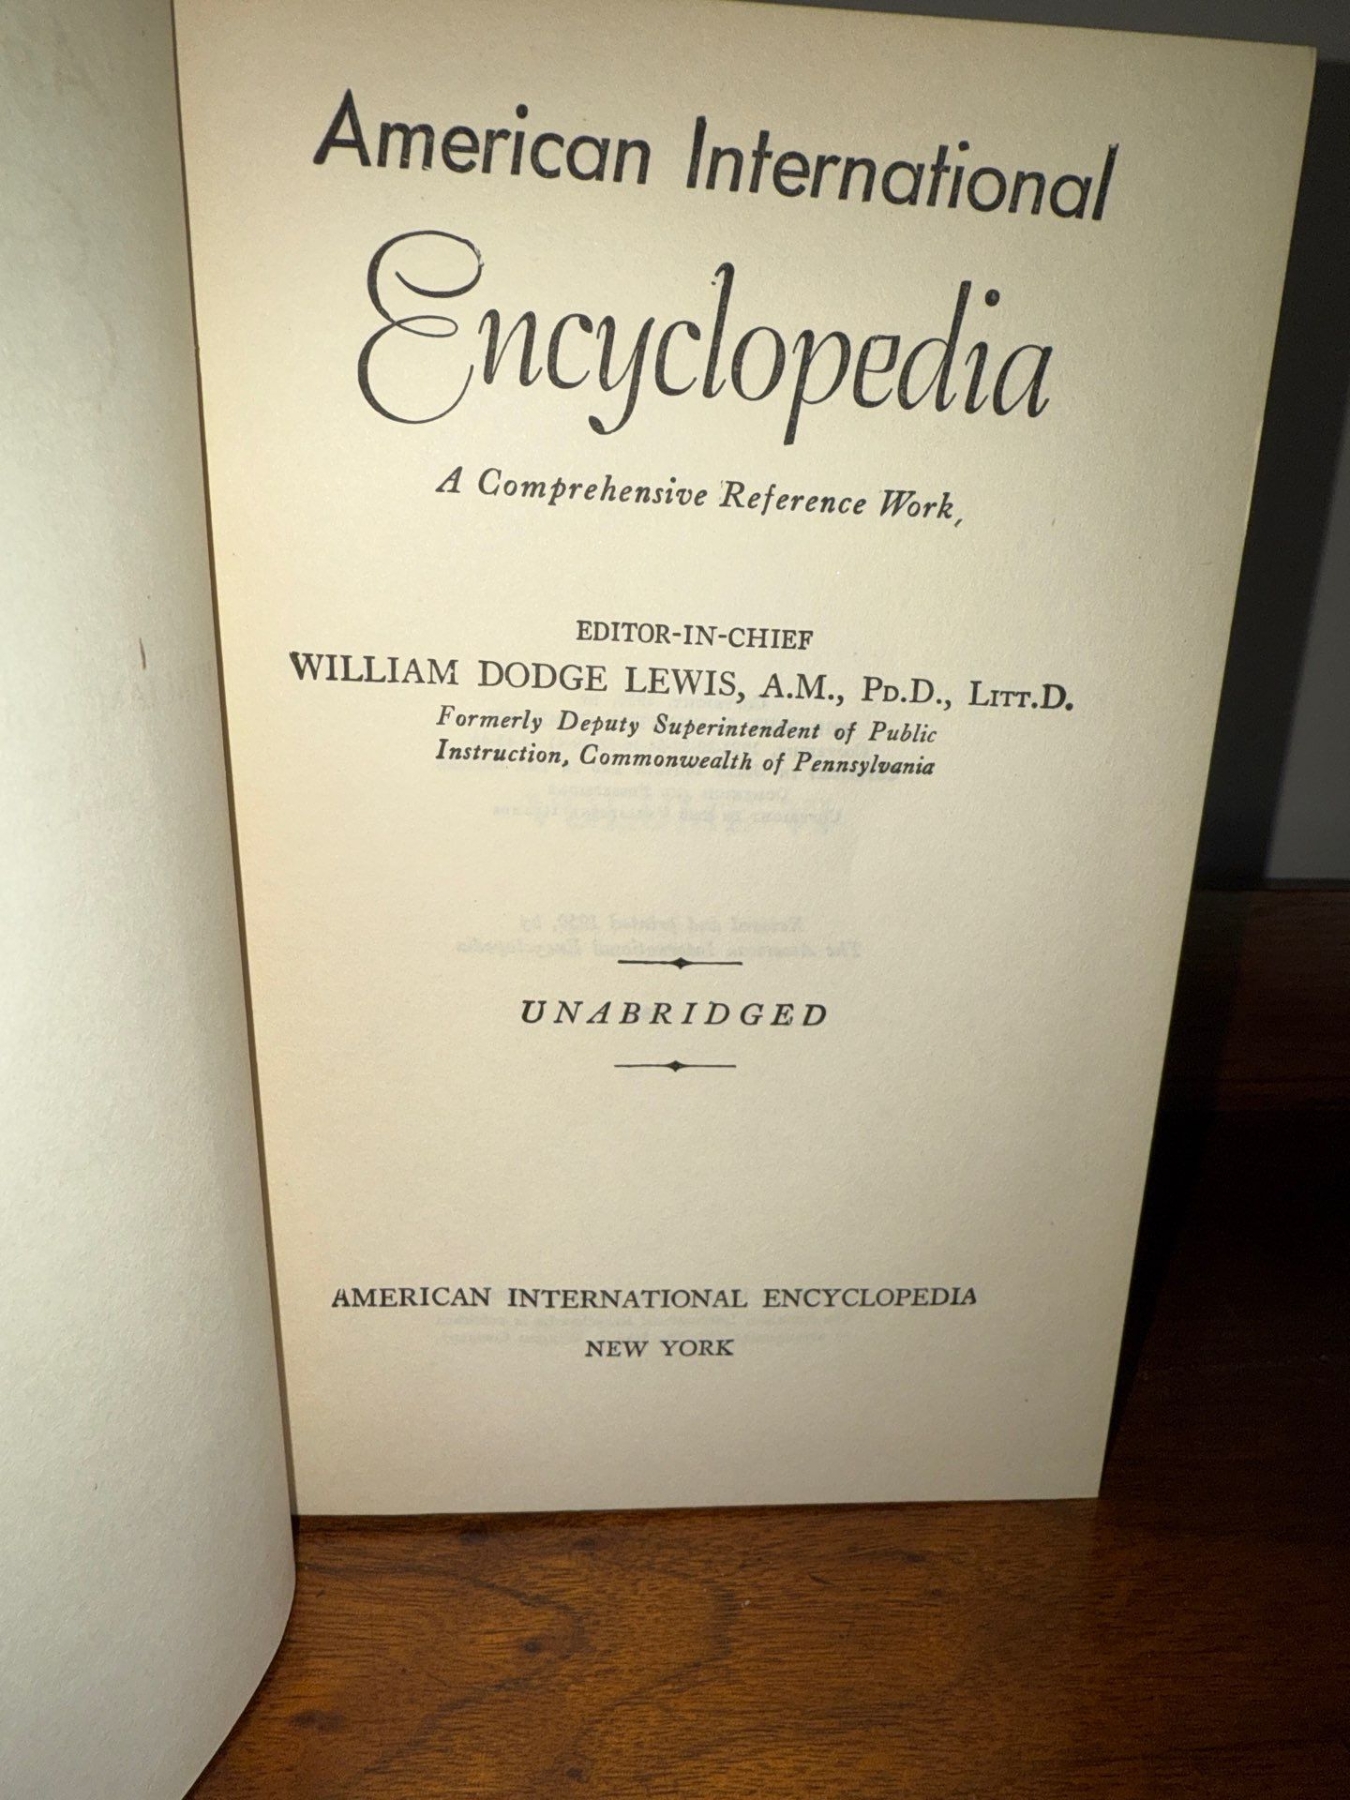 American International
Encyclopedia
A Comprehensive Reference Work,
EDITOR-IN-CHIEF
WILLIAM DODGE LEWIS, A.M., PD.D., LITT.D.
Formerly Deputy Superintendent of Public
Instruction, Commonwealth of Pennsylvania
UNABRIDGED
AMERICAN INTERNATIONAL ENCYCLOPEDIA
NEW YORK